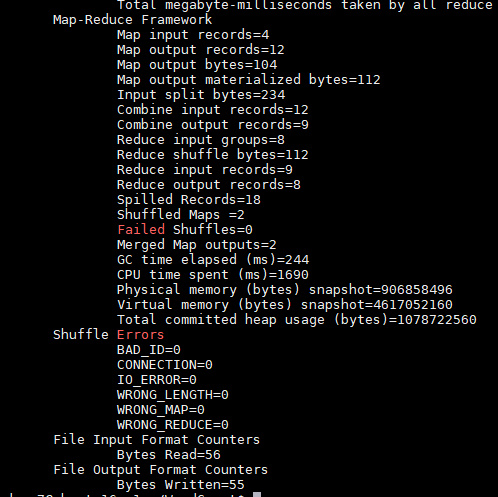 Total megabyte-milliseconds taken by all reduce
Map-Reduce Framework
Map input records=4
Map output records=12
Map output bytes=104
Map output materialized bytes=112
Input split bytes=234
Combine input records=12
Combine output records=9
Reduce input groups=8
Reduce shuffle bytes=112
Reduce input records=9
Reduce output records=8
Spilled Records=18
Shuffled Maps =2
Failed Shuffles=0
Merged Map outputs=2
GC time elapsed (ms)=244
CPU time spent (ms)=1690
Physical memory (bytes) snapshot=906858496
Virtual memory (bytes) snapshot=4617052160
Total committed heap usage (bytes)=1078722560
Shuffle Errors
BAD_ID=0
CONNECTION=0
IO_ERROR=0
WRONG_LENGTH=0
WRONG_MAP=0
WRONG_REDUCE=0
File Input Format Counters
Bytes Read=56
File Output Format Counters
Bytes Written=55